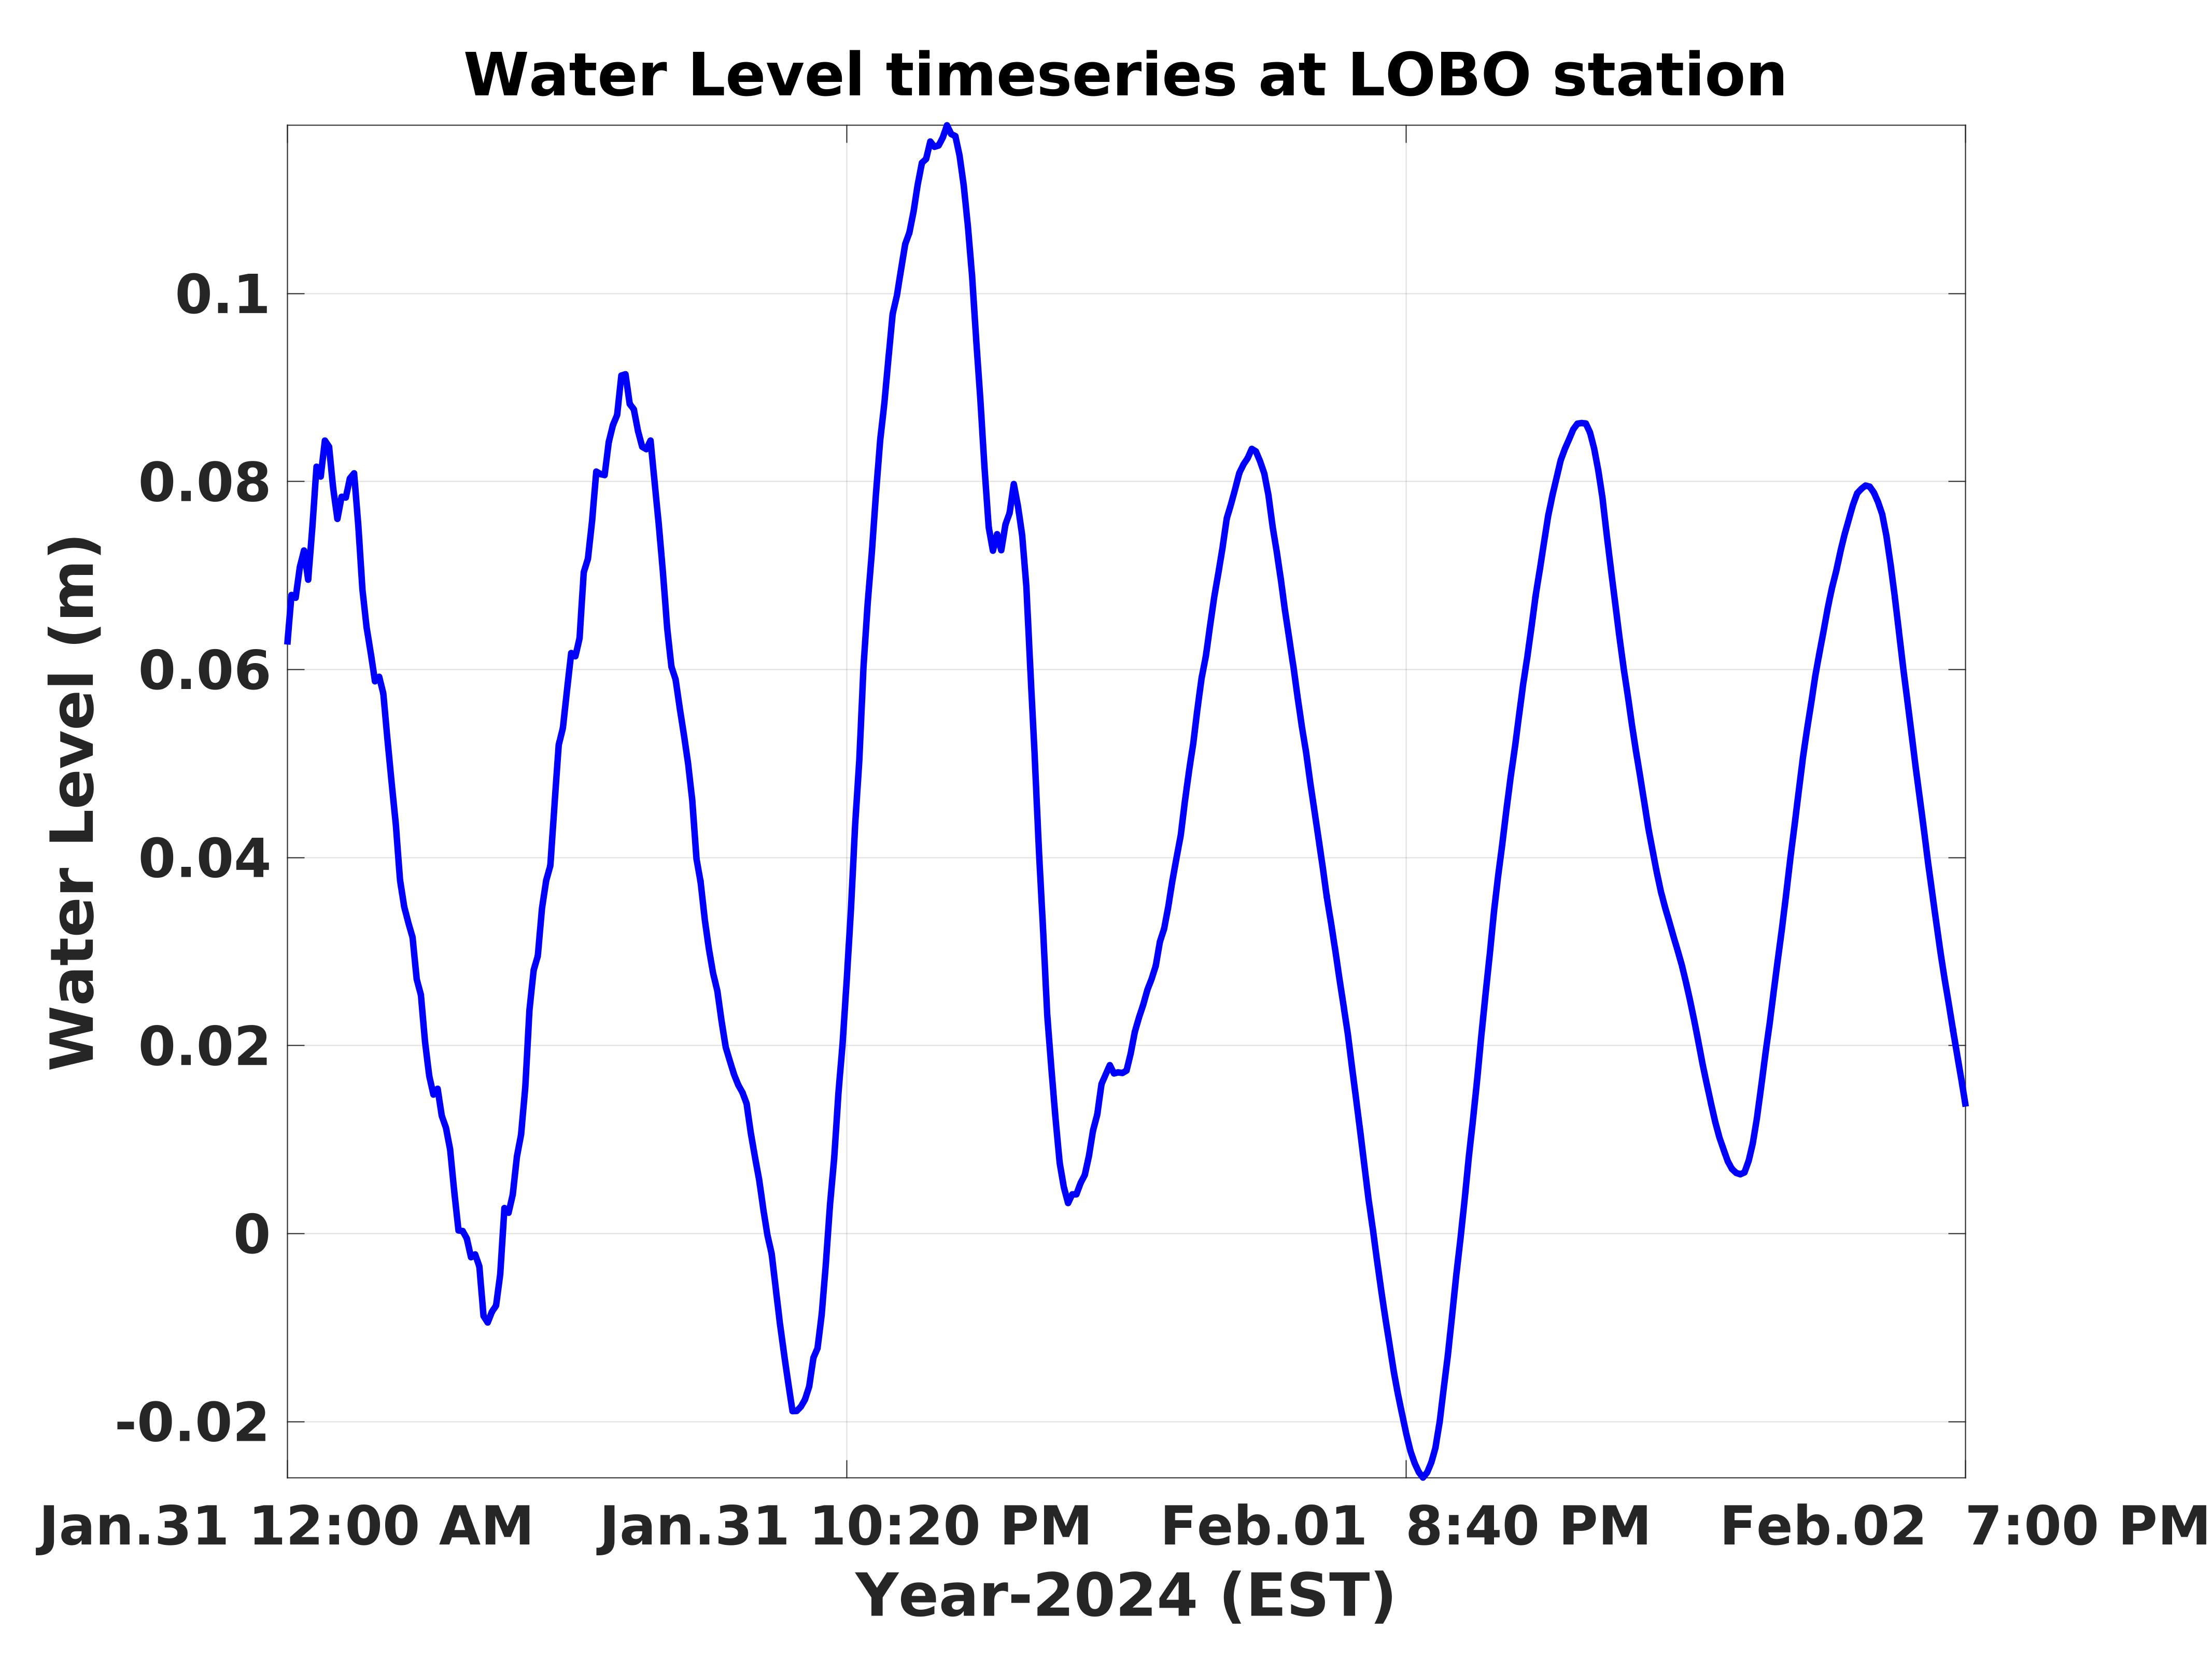 Water Level timeseries at LOBO station
Water Level (m)
0.1
0.08
0.06
0.04
0.02
0
-0.02
Jan.31 12:00 AM Jan.31 10:20 PM Feb.01 8:40 PM Feb.02 7:00 PM
Year-2024 (EST)